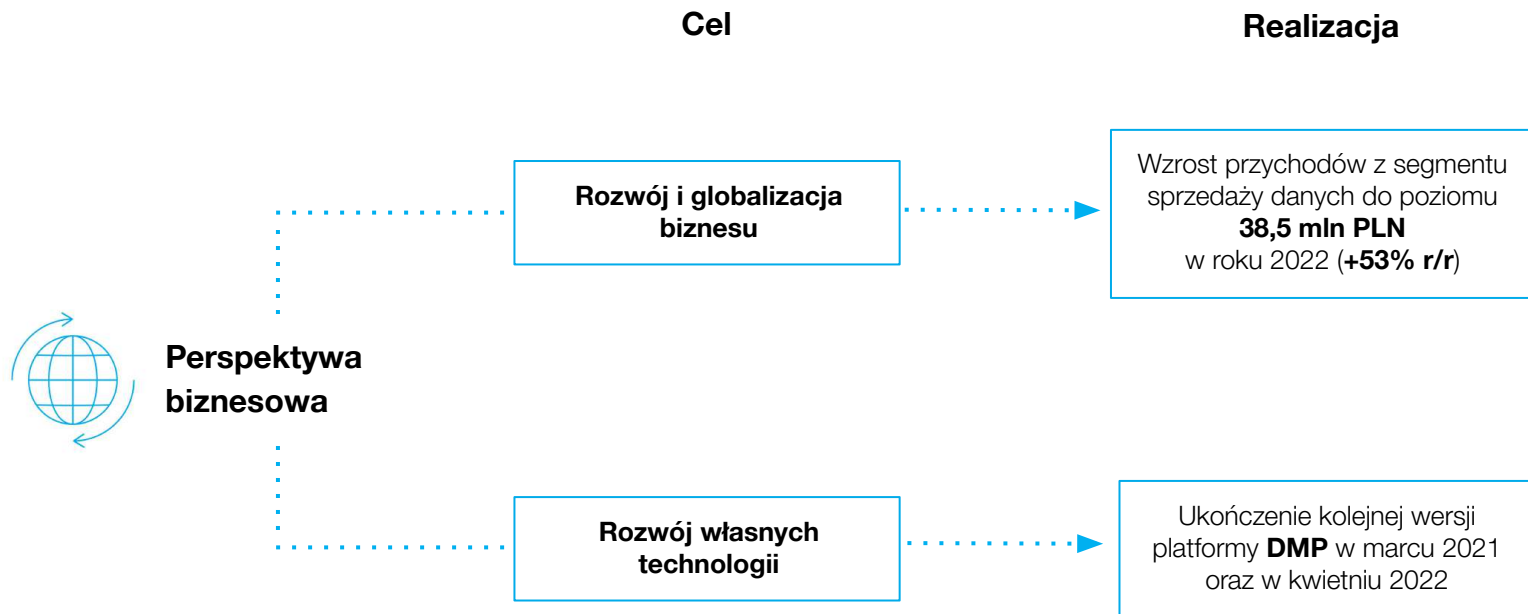 Cel
Realizacja
Rozwój i globalizacja
biznesu
Wzrost przychodów z segmentu
sprzedaży danych do poziomu
38,5 mln PLN
w roku 2022 (+53% r/r)
Perspektywa
biznesowa
Rozwój własnych
technologii
Ukończenie kolejnej wersji
platformy DMP w marcu 2021
oraz w kwietniu 2022